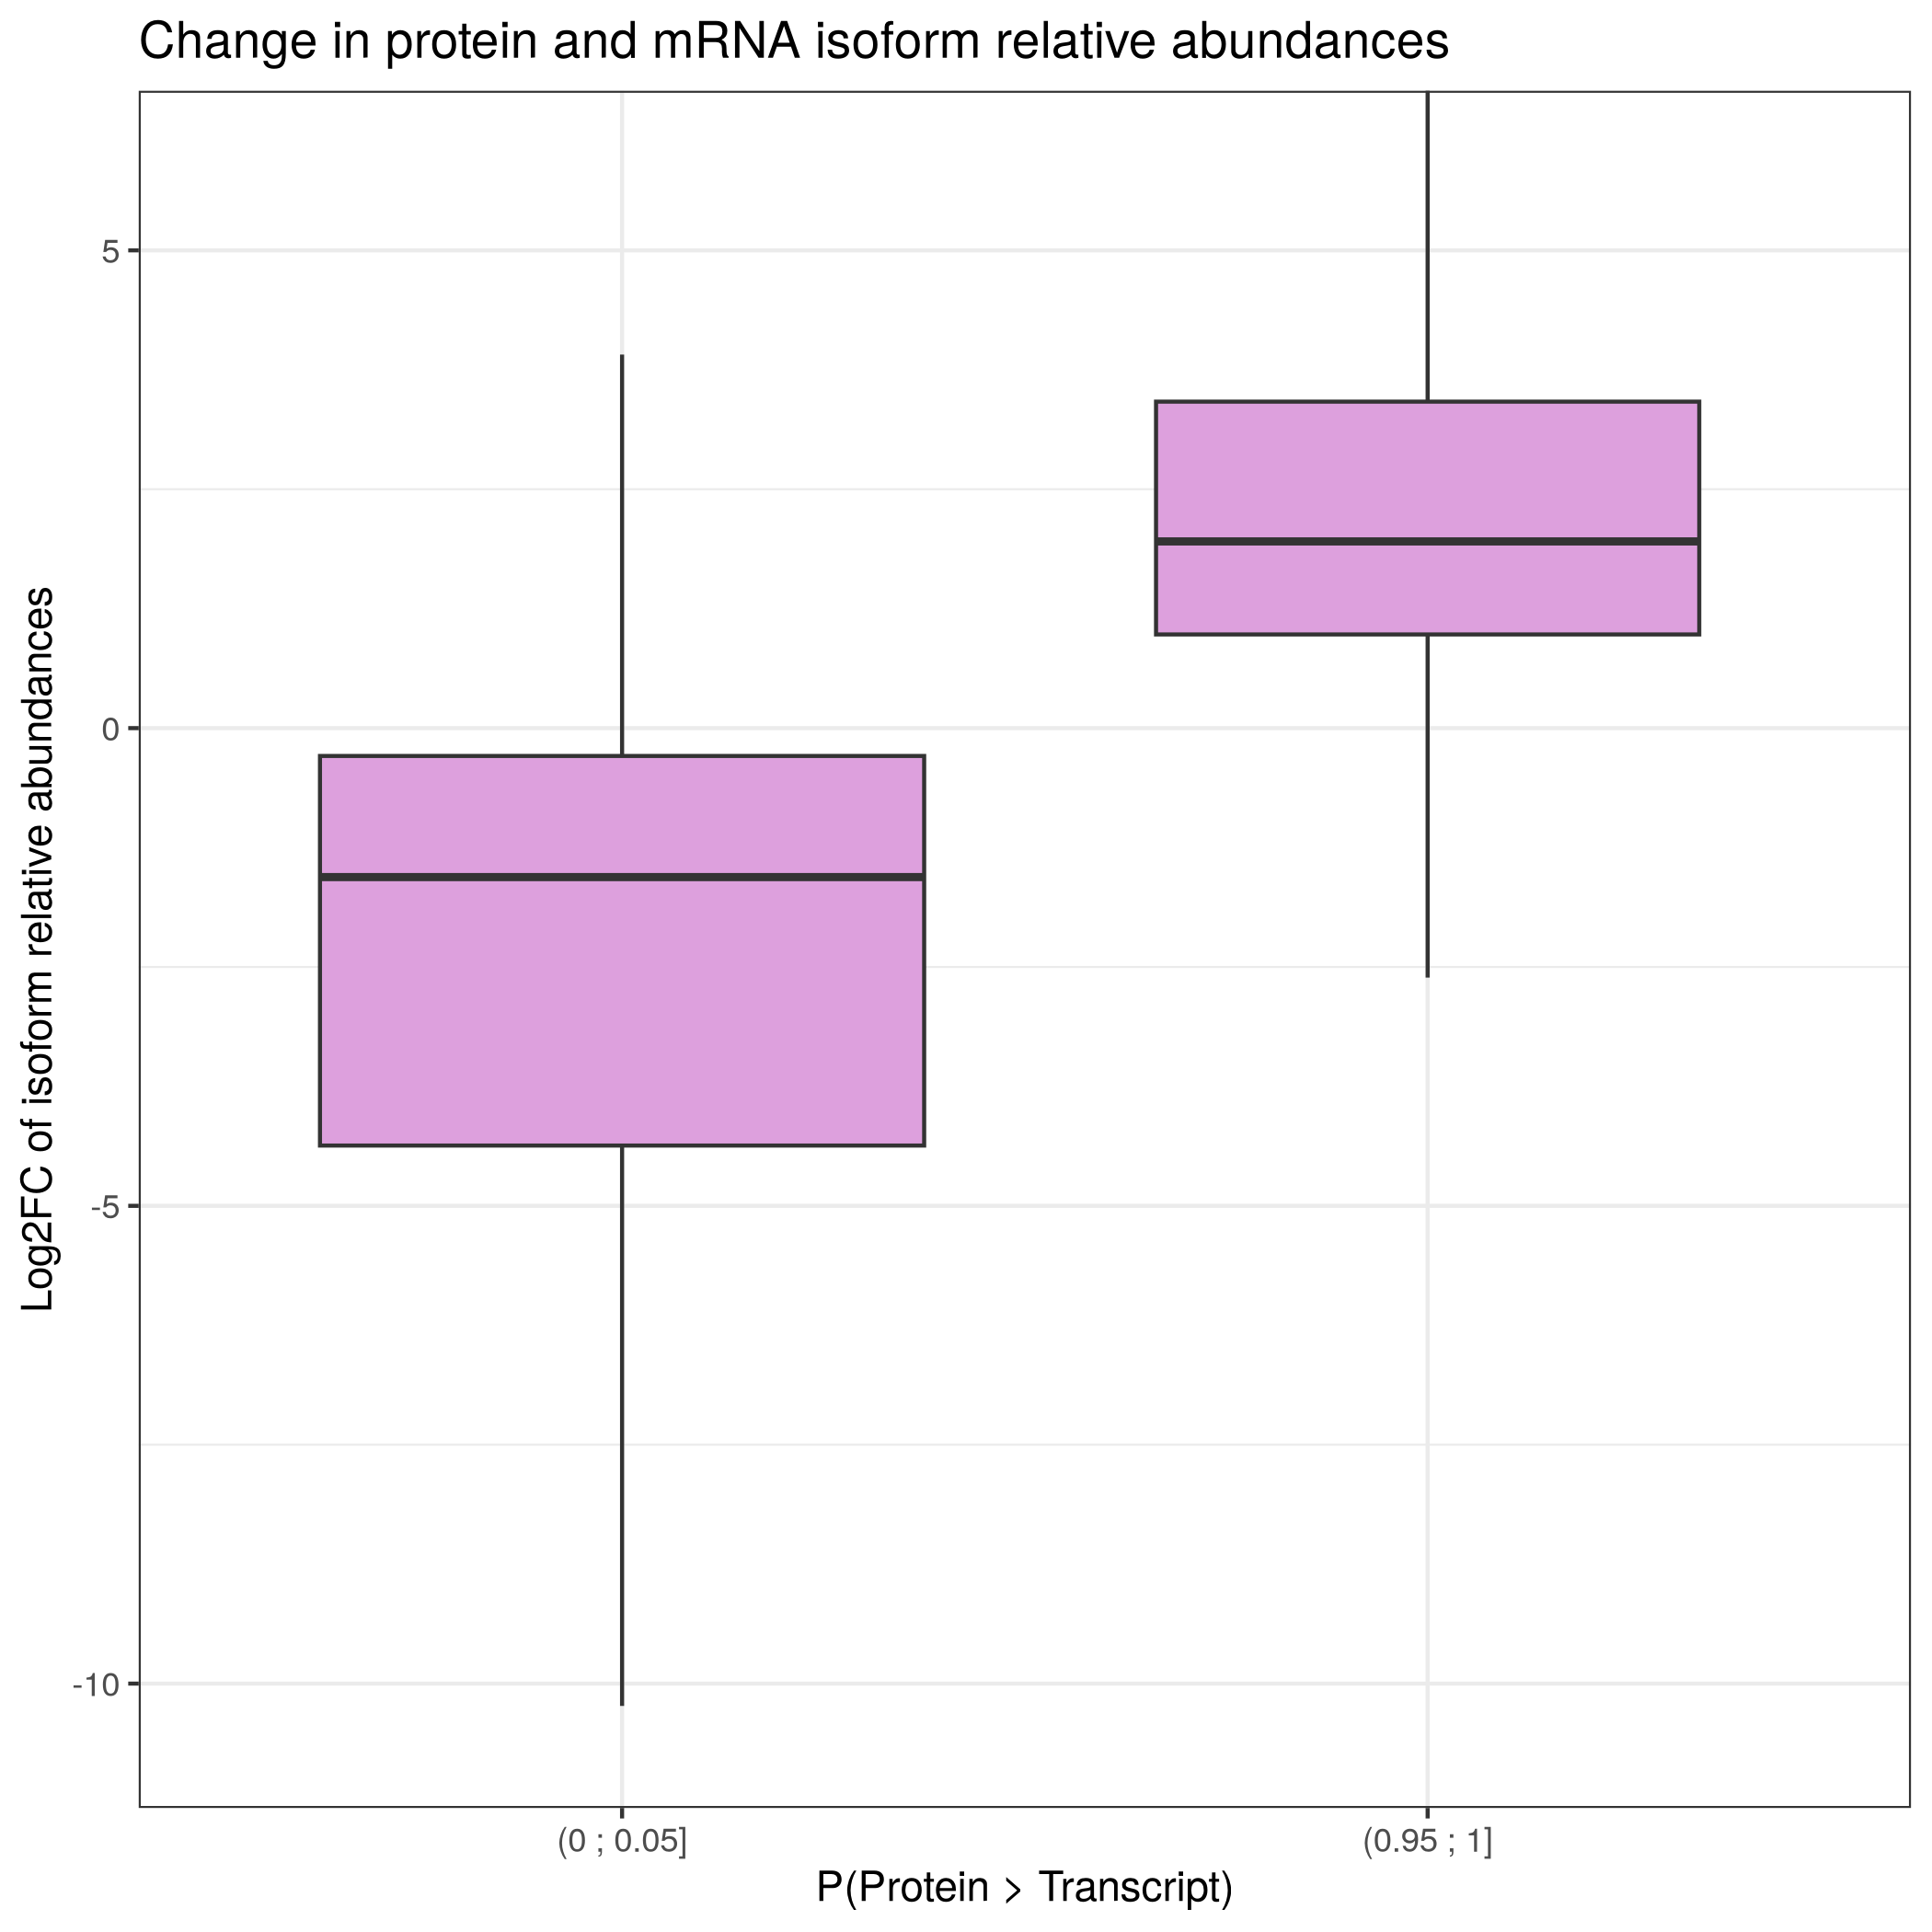 Change in protein and mRNA isoform relative abundances
Log2FC of isoform relative abundances
5
0
-5
-10
(0 ; 0.05]
(0.95 ; 1]
P(Protein > Transcript)